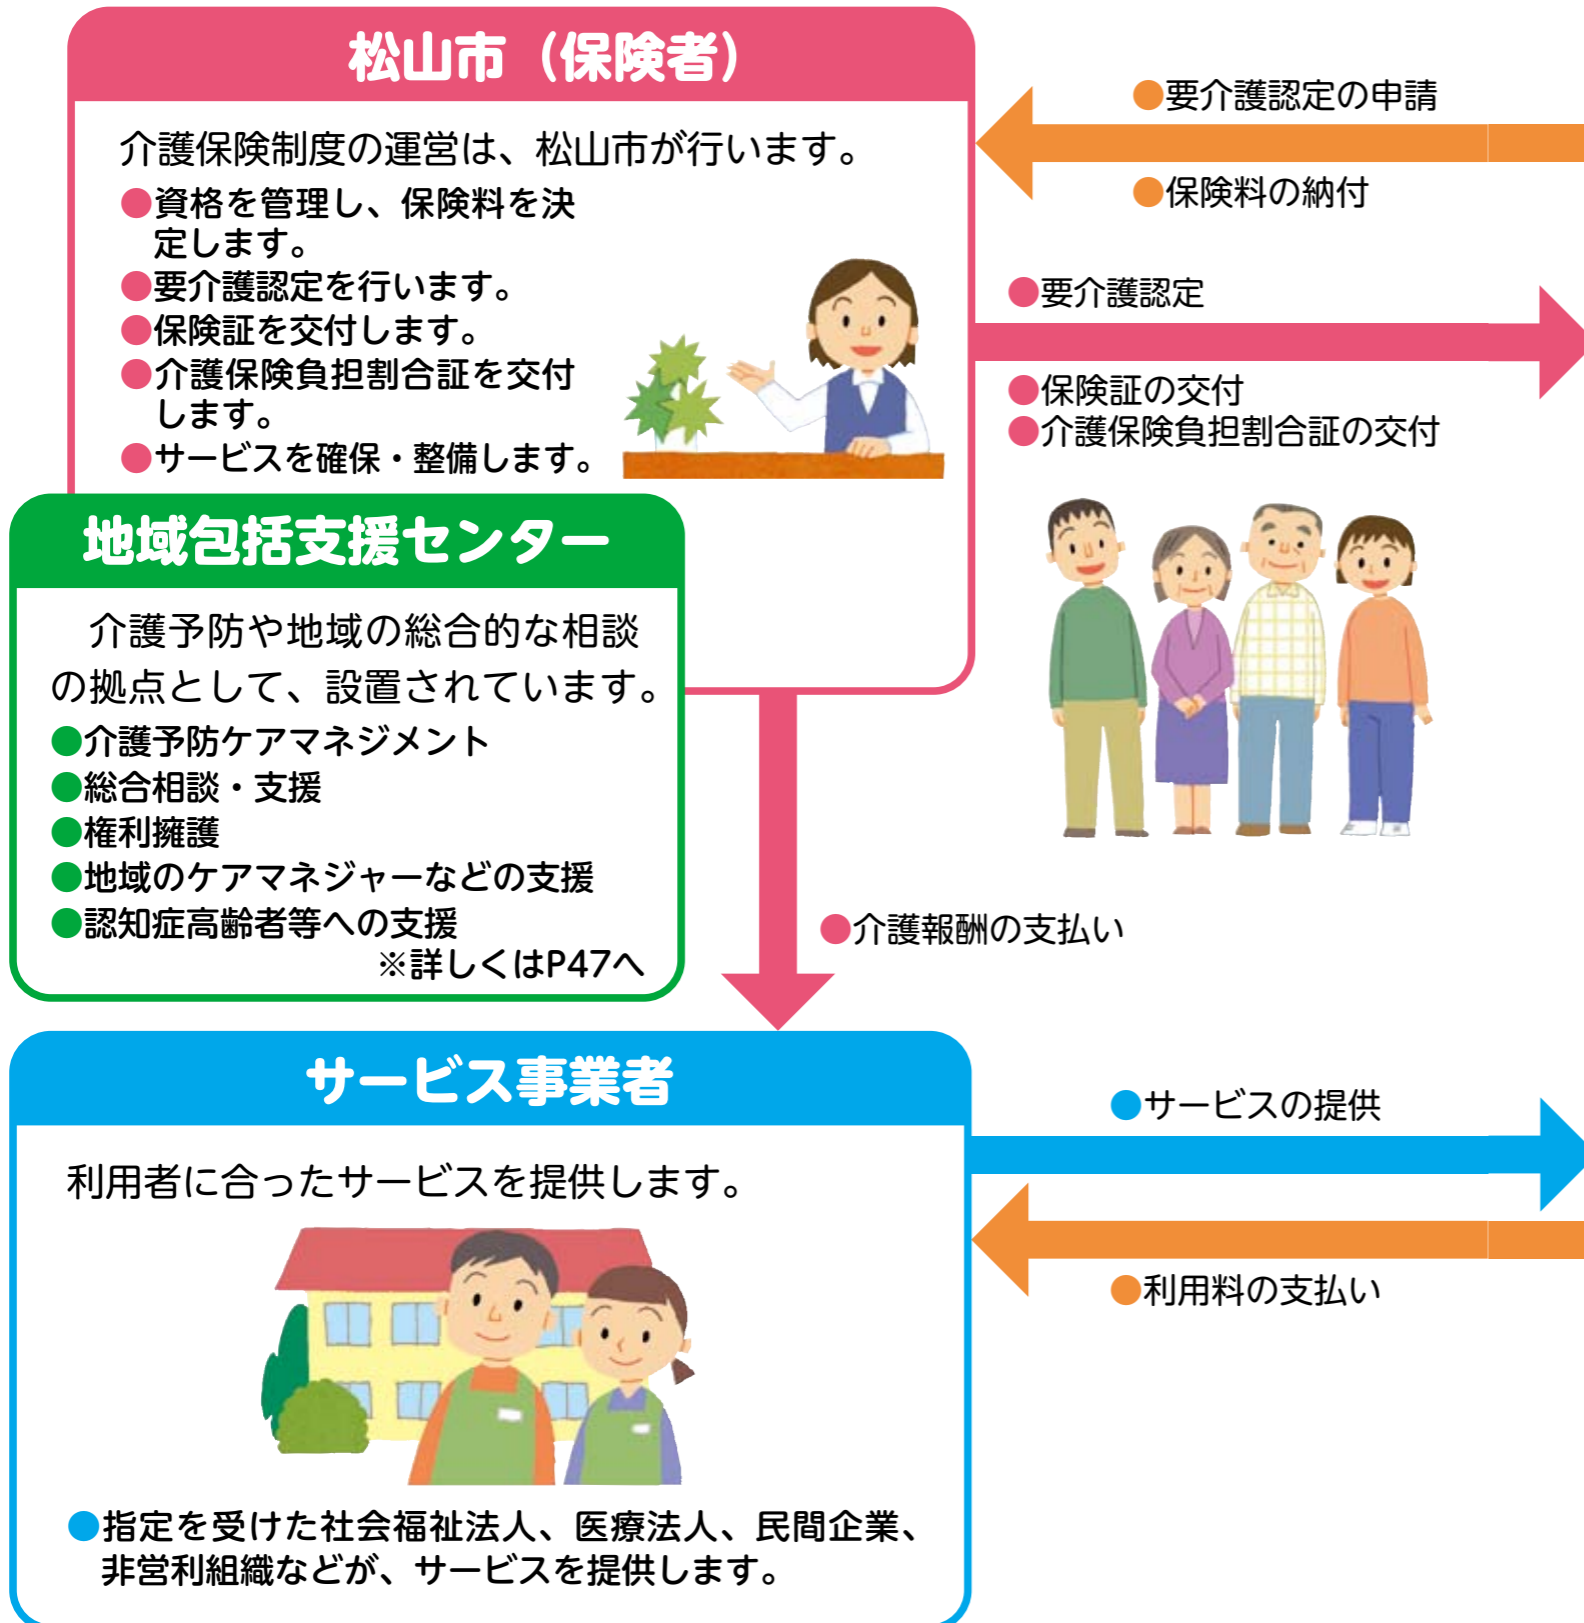 松山市（保険者）
介護保険制度の運営は、松山市が行います。
●資格を管理し、保険料を決
定します。
●要介護認定を行います。
●保険証を交付します。
●介護保険負担割合証を交付
します。
●サービスを確保・整備します。
●要介護認定の申請
●保険料の納付
●要介護認定
●保険証の交付
●介護保険負担割合証の交付
地域包括支援センター
介護予防や地域の総合的な相談
の拠点として、設置されています。
●介護予防ケアマネジメント
●総合相談・支援
●権利擁護
●地域のケアマネジャーなどの支援
●認知症高齢者等への支援
※詳しくはP47へ
●介護報酬の支払い
サービス事業者
利用者に合ったサービスを提供します。
●指定を受けた社会福祉法人、医療法人、民間企業、
非営利組織などが、サービスを提供します。
●サービスの提供
●利用料の支払い